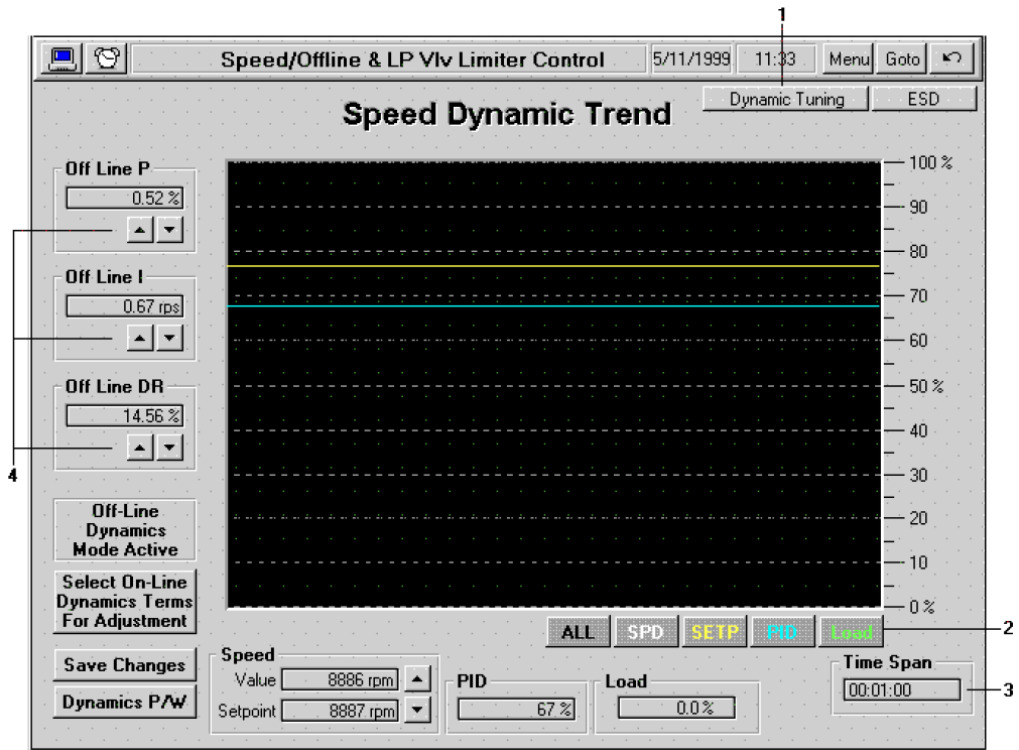 1
Speed/Offline & LP Vlv Limiter Control 5/11/1999 11:33 Menu Goto
Dynamic Tuning ESD
Speed Dynamic Trend
Off Line P
0.52 %
Off Line I
0.67 rps
Off Line DR
14.56 %
4
Off-Line
Dynamics
Mode Active
Select On-Line
Dynamics Terms
For Adjustment
Save Changes
Dynamics P/W
100 %
90
80
70
60
50 %
40
30
20
10
0 %
ALL SPD SETP PID Load
2
Speed
Value 8886 rpm
Setpoint 8887 rpm
PID
67 %
Load
0.0 %
Time Span
00:01:00
3